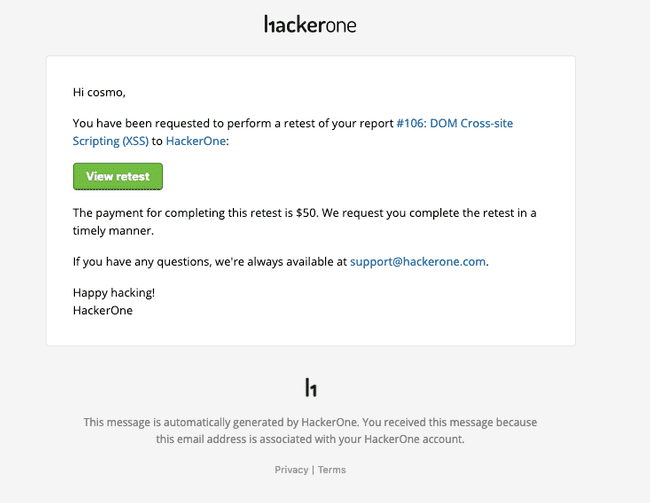 hackerone
Hi cosmo,
You have been requested to perform a retest of your report #106: DOM Cross-site
Scripting (XSS) to HackerOne:
View retest
The payment for completing this retest is $50. We request you complete the retest in a
timely manner.
If you have any questions, we're always available at support@hackerone.com.
Happy hacking!
HackerOne
h1
This message is automatically generated by HackerOne. You received this message because
this email address is associated with your HackerOne account.
Privacy | Terms